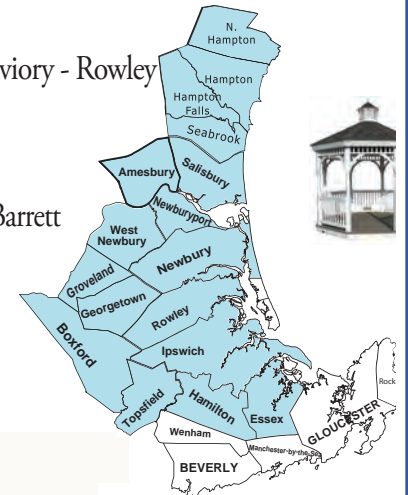 viory - Rowley
Barrett
N.
Hampton
Hampton
Hampton
Falls
Seabrook
Amesbury
Salisbury
Newburyport
West
Newbury
Newbury
Groveland
Georgetown
Rowley
Boxford
Ipswich
Topsfield
Hamilton
Essex
GLOUCESTER
Rock
Wenham
Manchester-by-the-Sea
BEVERLY